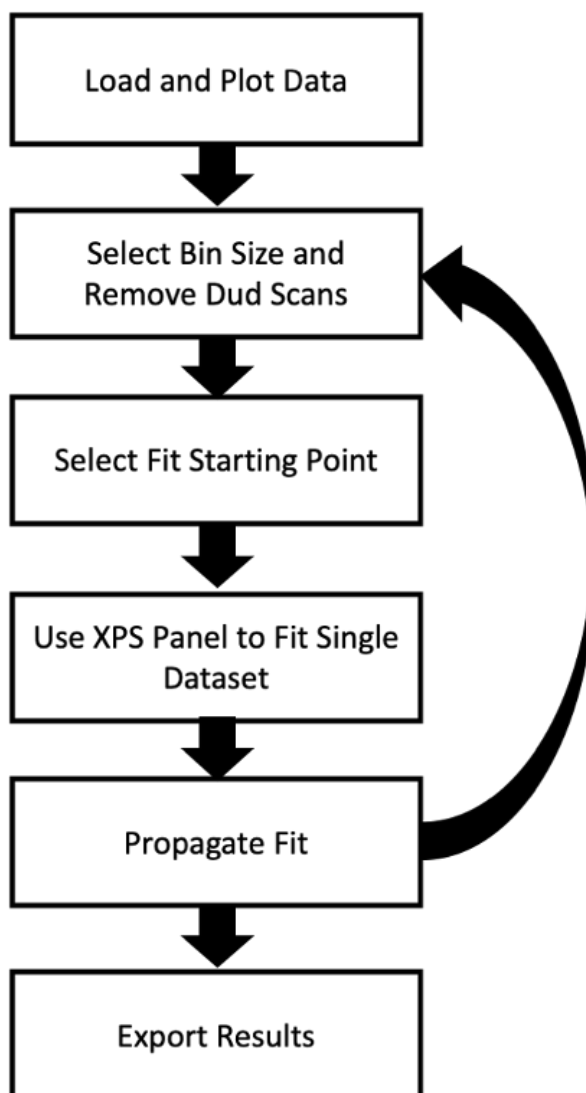 Load and Plot Data
Select Bin Size and
Remove Dud Scans
Select Fit Starting Point
Use XPS Panel to Fit Single
Dataset
Propagate Fit
Export Results